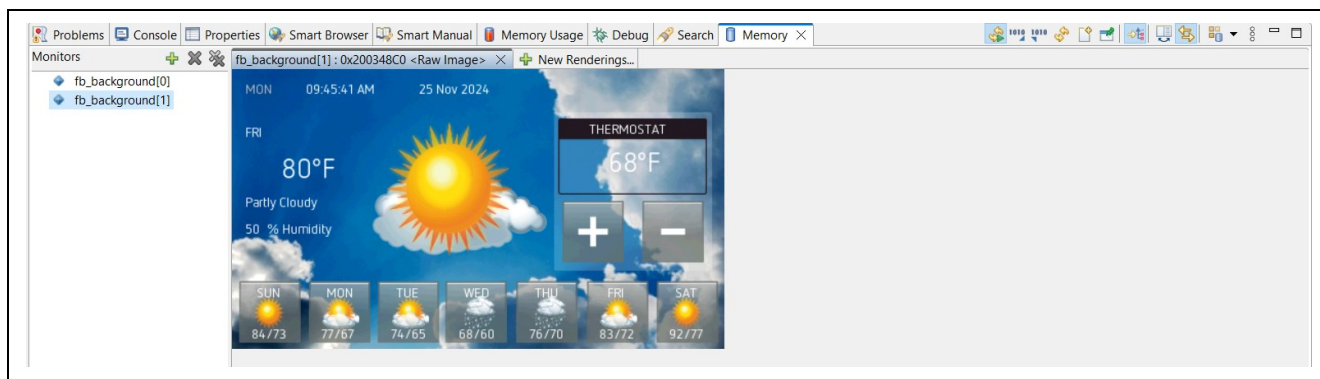 Problems Console Properties Smart Browser Smart Manual Memory Usage Debug Search Memory
Monitors
fb_background[1] : 0x200348C0 <Raw Image> New Renderings...
fb_background[0]
fb_background[1]
MON 09:45:41 AM 25 Nov 2024
FRI
80°F
Partly Cloudy
50 % Humidity
THERMOSTAT
68°F
+ −
SUN MON TUE WED THU FRI SAT
84/73 77/67 74/65 68/60 76/70 83/72 92/77